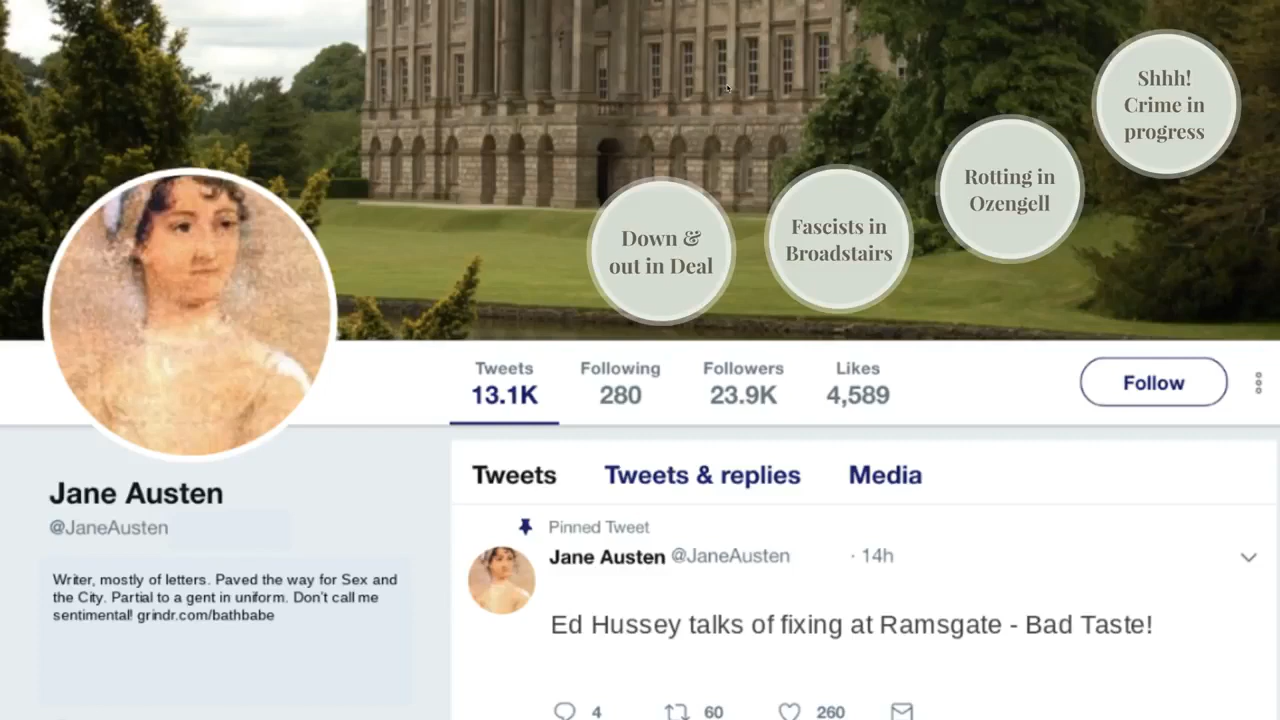 Shhh!
Crime in
progress
Rotting in
Ozengell
Fascists in
Broadstairs
Down &
out in Deal
Tweets
13.1K
Following
280
Followers
23.9K
Likes
4,589
Follow
Jane Austen
@JaneAusten
Writer, mostly of letters. Paved the way for Sex and
the City. Partial to a gent in uniform. Don't call me
sentimental! grindr.com/bathbabe
Tweets Tweets & replies Media
Pinned Tweet
Jane Austen @JaneAusten · 14h
Ed Hussey talks of fixing at Ramsgate - Bad Taste!
4 60 260